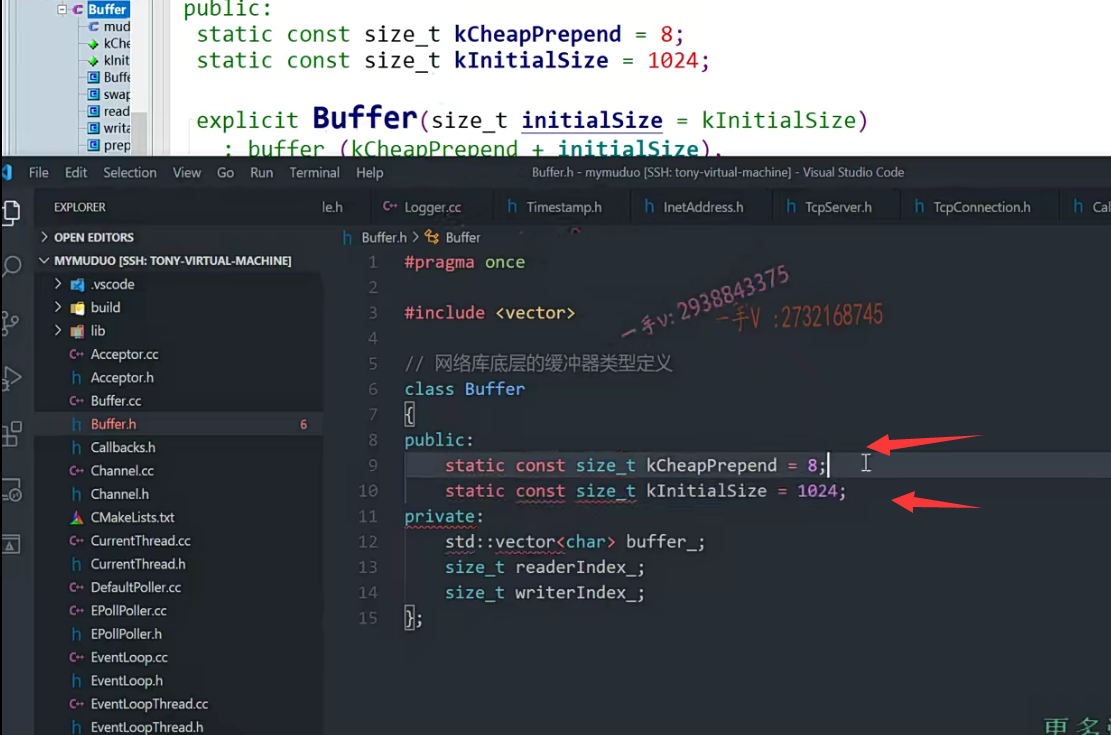 Buffer
mud
kChe
kInit
Buffe
swap
read
writa
prep
public:
static const size_t kCheapPrepend = 8;
static const size_t kInitialSize = 1024;
explicit Buffer(size_t initialSize = kInitialSize)
: buffer_(kCheapPrepend + initialSize),
File Edit Selection View Go Run Terminal Help
Buffer.h - mymuduo [SSH: tony-virtual-machine] - Visual Studio Code
EXPLORER
le.h Logger.cc Timestamp.h InetAddress.h TcpServer.h TcpConnection.h Cal
OPEN EDITORS
MYMUDUO [SSH: TONY-VIRTUAL-MACHINE]
.vscode
build
lib
Acceptor.cc
Acceptor.h
Buffer.cc
Buffer.h 6
Callbacks.h
Channel.cc
Channel.h
CMakeLists.txt
CurrentThread.cc
CurrentThread.h
DefaultPoller.cc
EPollPoller.cc
EPollPoller.h
EventLoop.cc
EventLoop.h
EventLoopThread.cc
EventLoopThread.h
Buffer.h > Buffer
1 #pragma once
2
3 #include <vector>
4
5 // 网络库底层的缓冲器类型定义
6 class Buffer
7 {
8 public:
9 static const size_t kCheapPrepend = 8;
10 static const size_t kInitialSize = 1024;
11 private:
12 std::vector<char> buffer_;
13 size_t readerIndex_;
14 size_t writerIndex_;
15 };
一手V: 2938843375
一手V :2732168745
更多